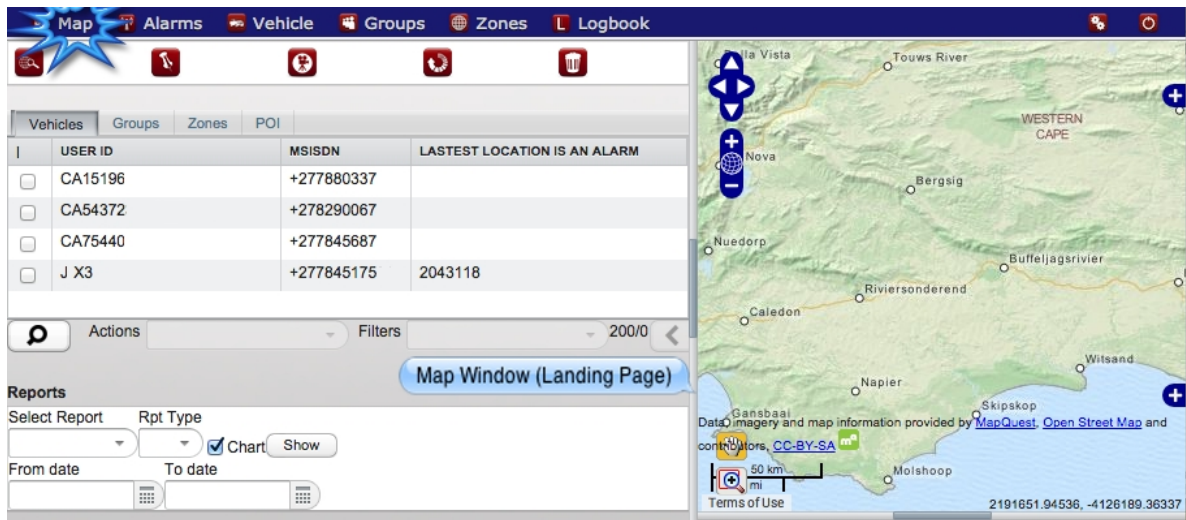 Map Alarms Vehicle Groups Zones L Logbook
Vehicles Groups Zones POI
USER ID MSISDN LASTEST LOCATION IS AN ALARM
CA15196 +277880337
CA54372 +278290067
CA75440 +277845687
J X3 +277845175 2043118
Actions Filters 200/0
Map Window (Landing Page)
Reports
Select Report Rpt Type
Chart Show
From date To date
Vista
Touws River
WESTERN
CAPE
Nova
Bergsig
Nuedorp
Buffeljagsrivier
Riviersonderend
Caledon
Witsand
Napier
Skipskop
Gansbaai
Data, imagery and map information provided by MapQuest, Open Street Map and
contributors, CC-BY-SA
50 km
mi
Molshoop
Terms of Use
2191651.94536, -4126189.36337